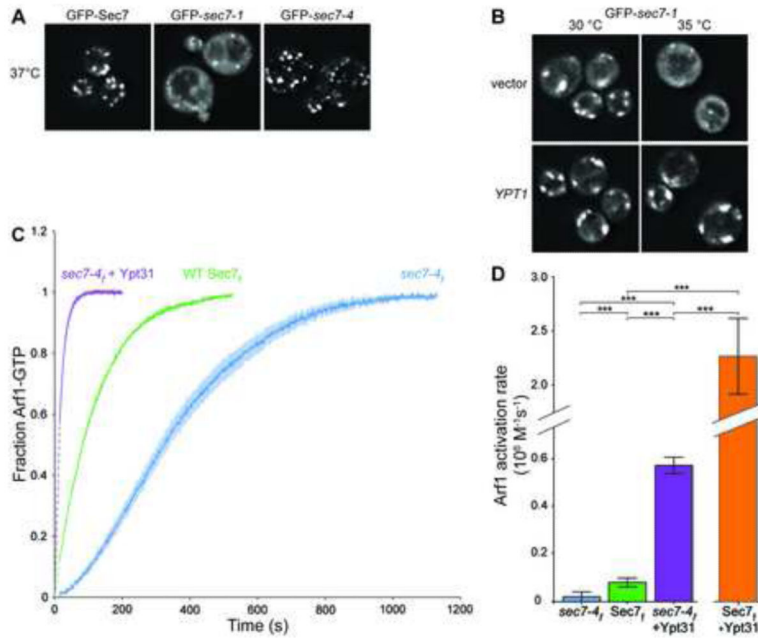 A
GFP-Sec7
GFP-sec7-1
GFP-sec7-4
37°C
B
GFP-sec7-1
30 °C
35 °C
vector
YPT1
C
1.2
1
0.8
0.6
0.4
0.2
0
Fraction Arf1-GTP
sec7-4f + Ypt31
WT Sec7f
sec7-4f
0
200
400
600
800
1000
1200
Time (s)
D
3.0
2.5
2.0
0.6
0.4
0.2
0
Arf1 activation rate
(10⁶ M⁻¹s⁻¹)
***
***
***
***
***
sec7-4f
Sec7f
sec7-4f
+Ypt31
Sec7f
+Ypt31